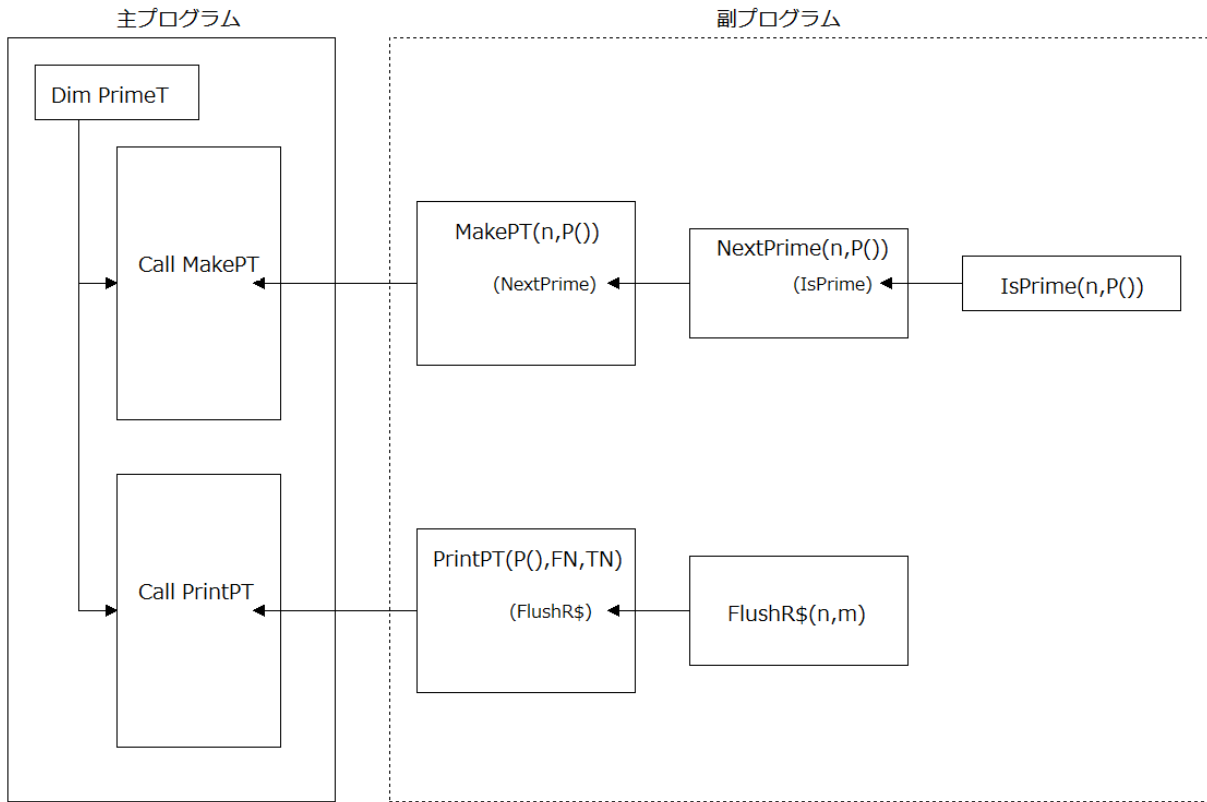 主プログラム
副プログラム
Dim PrimeT
Call MakePT
MakePT(n,P())
(NextPrime)
NextPrime(n,P())
(IsPrime)
IsPrime(n,P())
Call PrintPT
PrintPT(P(),FN,TN)
(FlushR$)
FlushR$(n,m)